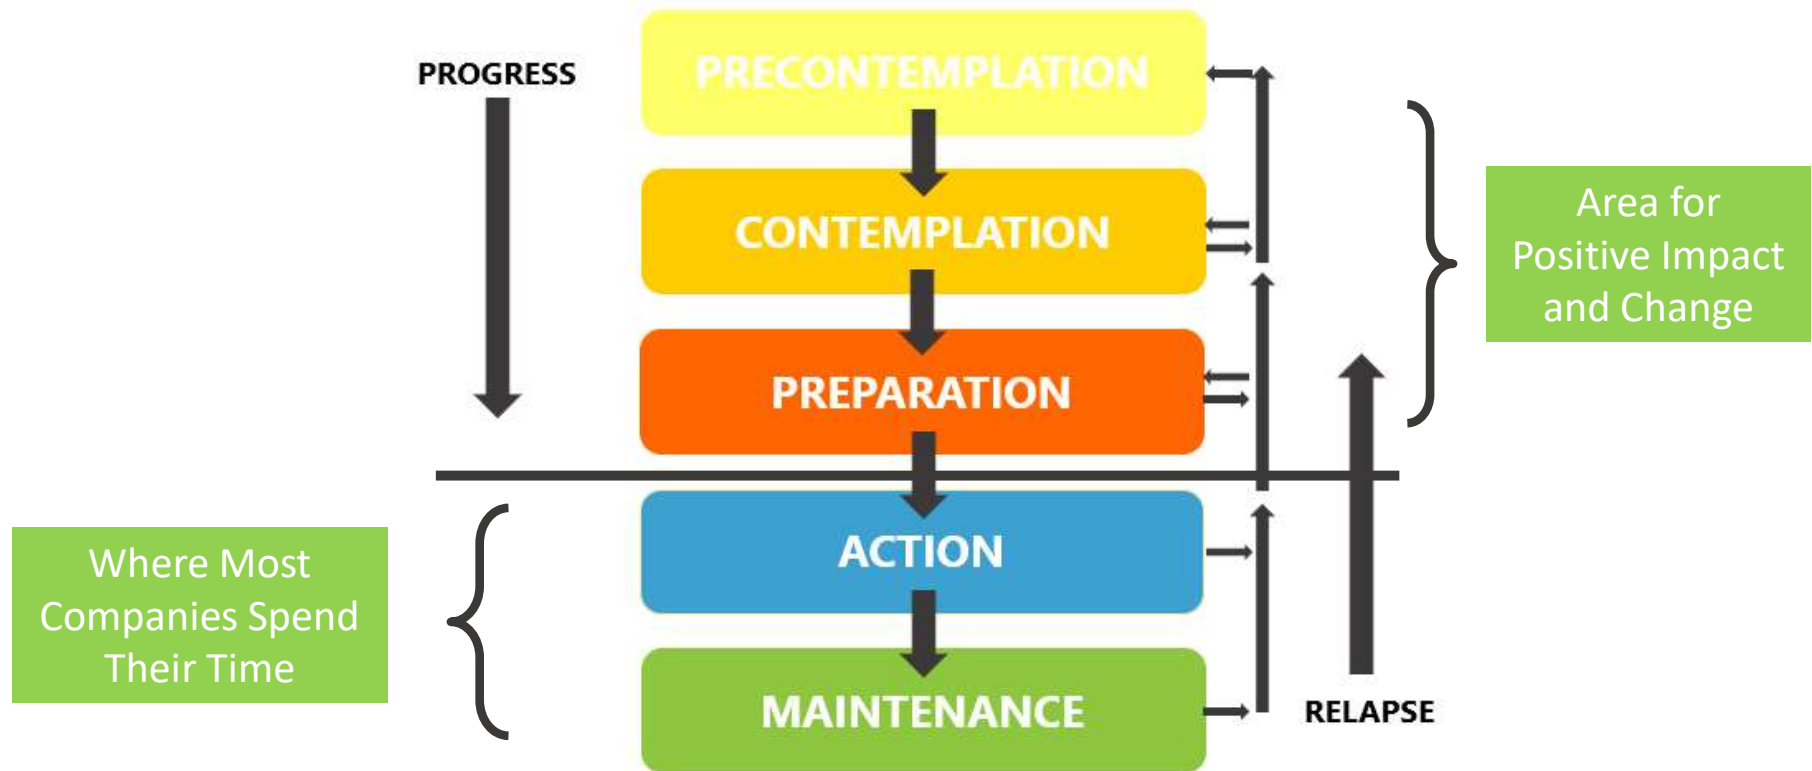 PROGRESS
PRECONTEMPLATION
CONTEMPLATION
PREPARATION
ACTION
MAINTENANCE
Area for
Positive Impact
and Change
Where Most
Companies Spend
Their Time
RELAPSE